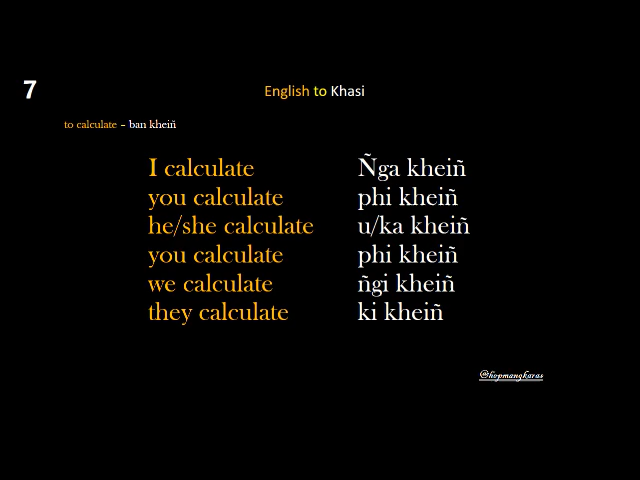 7
English to Khasi
to calculate – ban kheiñ
I calculate Ñga kheiñ
you calculate phi kheiñ
he/she calculate u/ka kheiñ
you calculate phi kheiñ
we calculate ñgi kheiñ
they calculate ki kheiñ
@hopmangkaras